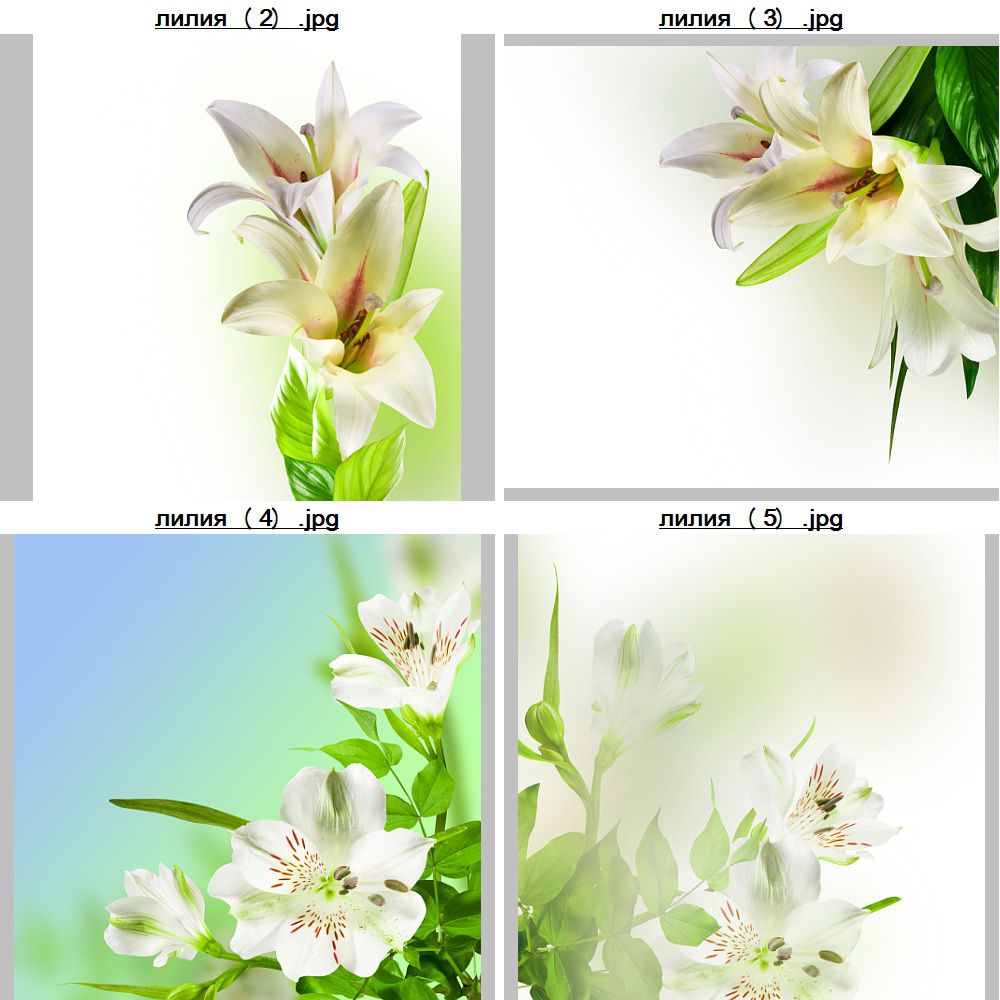 лилия ( 2) .jpg
лилия ( 3) .jpg
лилия ( 4) .jpg
лилия ( 5) .jpg